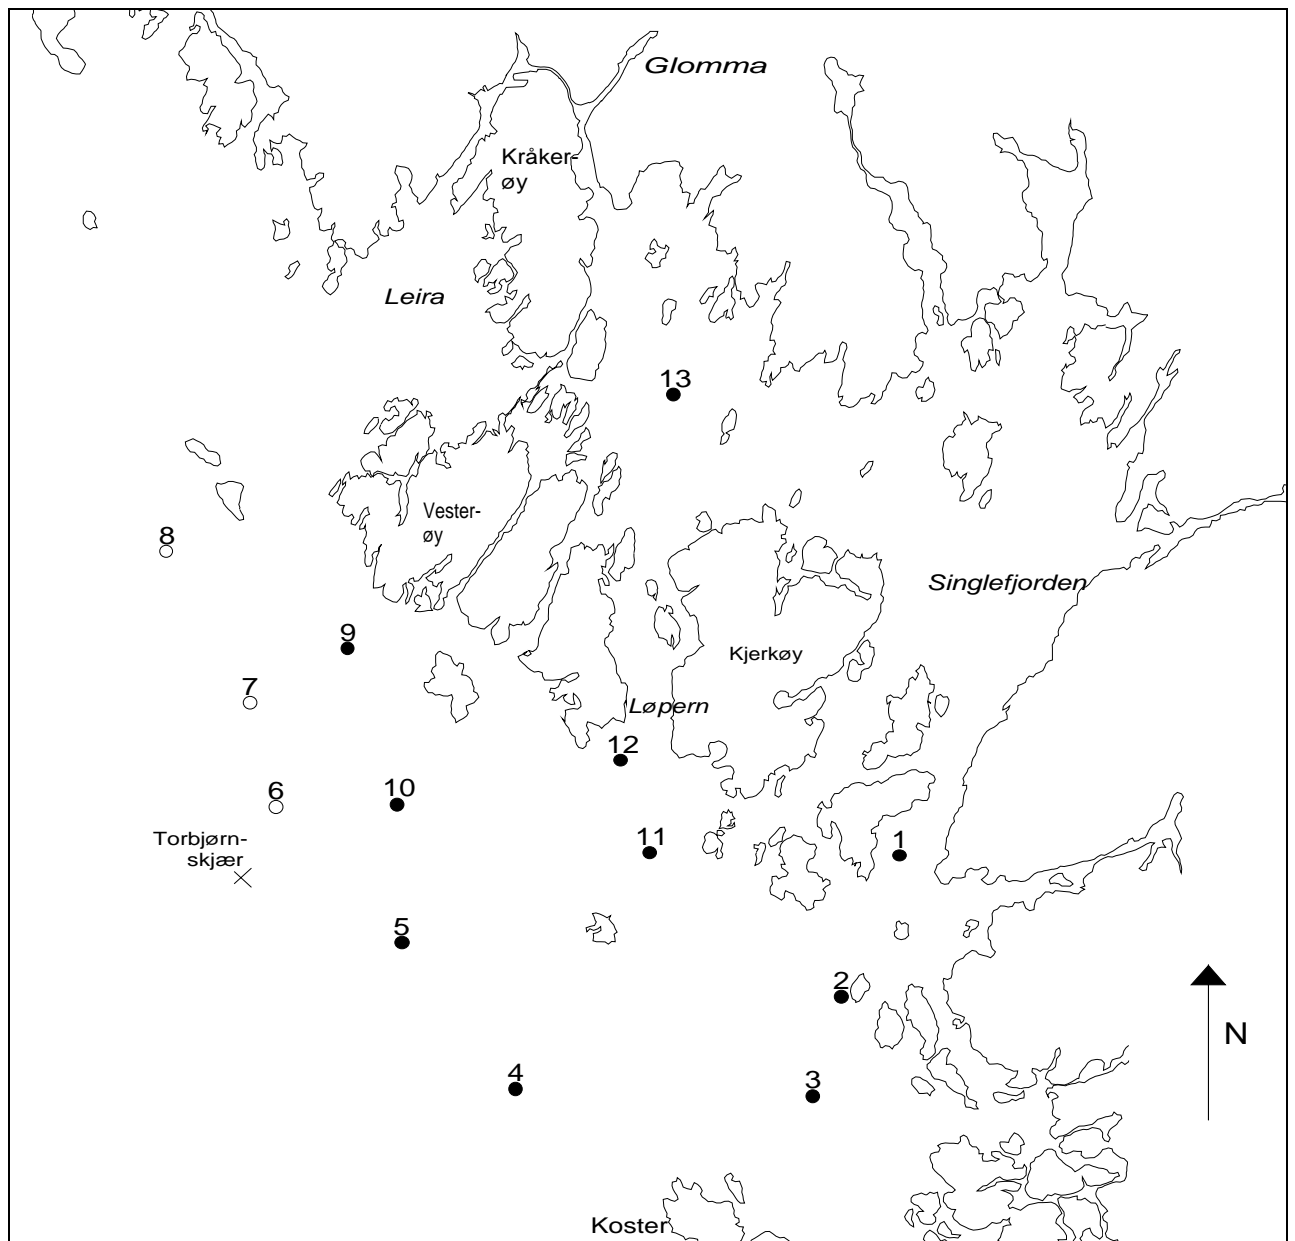 Glomma
Kråker-
øy
Leira
13
Vester-
øy
8
Singlefjorden
9
Kjerkøy
7
Løpern
12
6
10
Torbjørn-
skjær
11
1
5
2
N
4
3
Koster